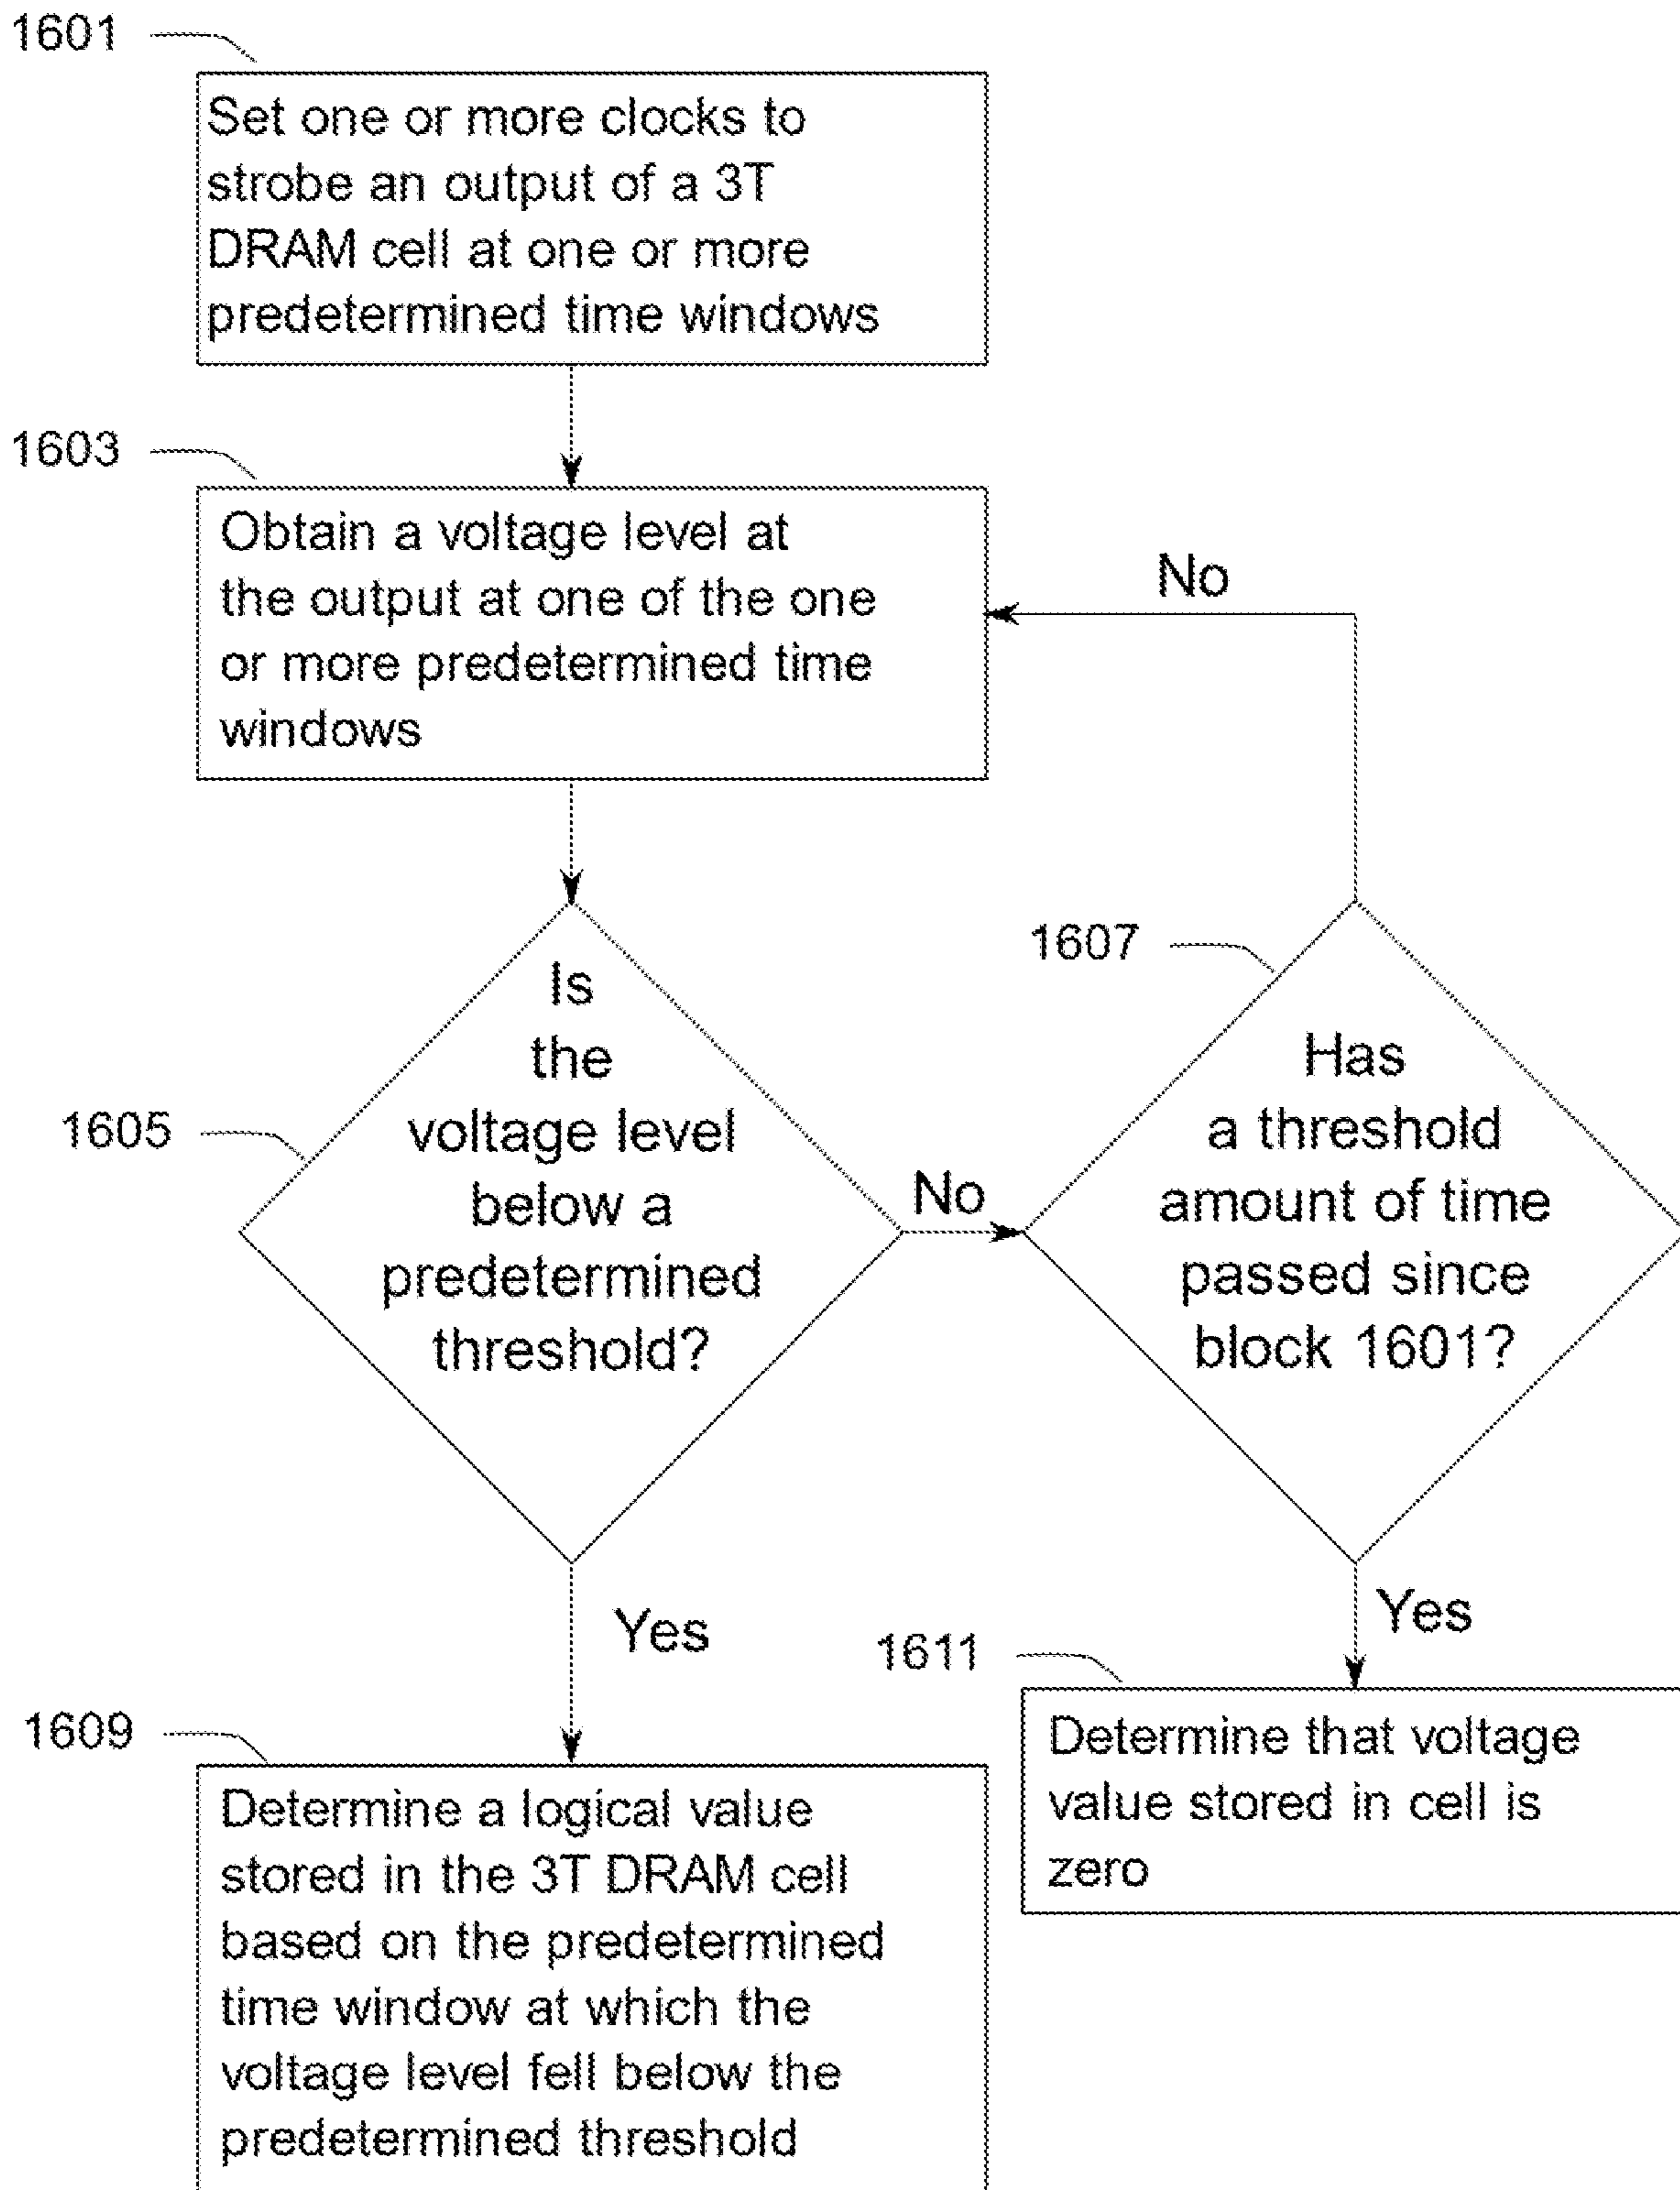 1601
Set one or more clocks to
strobe an output of a 3T
DRAM cell at one or more
predetermined time windows
1603
Obtain a voltage level at
the output at one of the one
or more predetermined time
windows
No
1605
Is
the
voltage level
below a
predetermined
threshold?
No
1607
Has
a threshold
amount of time
passed since
block 1601?
Yes
Yes
1609
Determine a logical value
stored in the 3T DRAM cell
based on the predetermined
time window at which the
voltage level fell below the
predetermined threshold
1611
Determine that voltage
value stored in cell is
zero